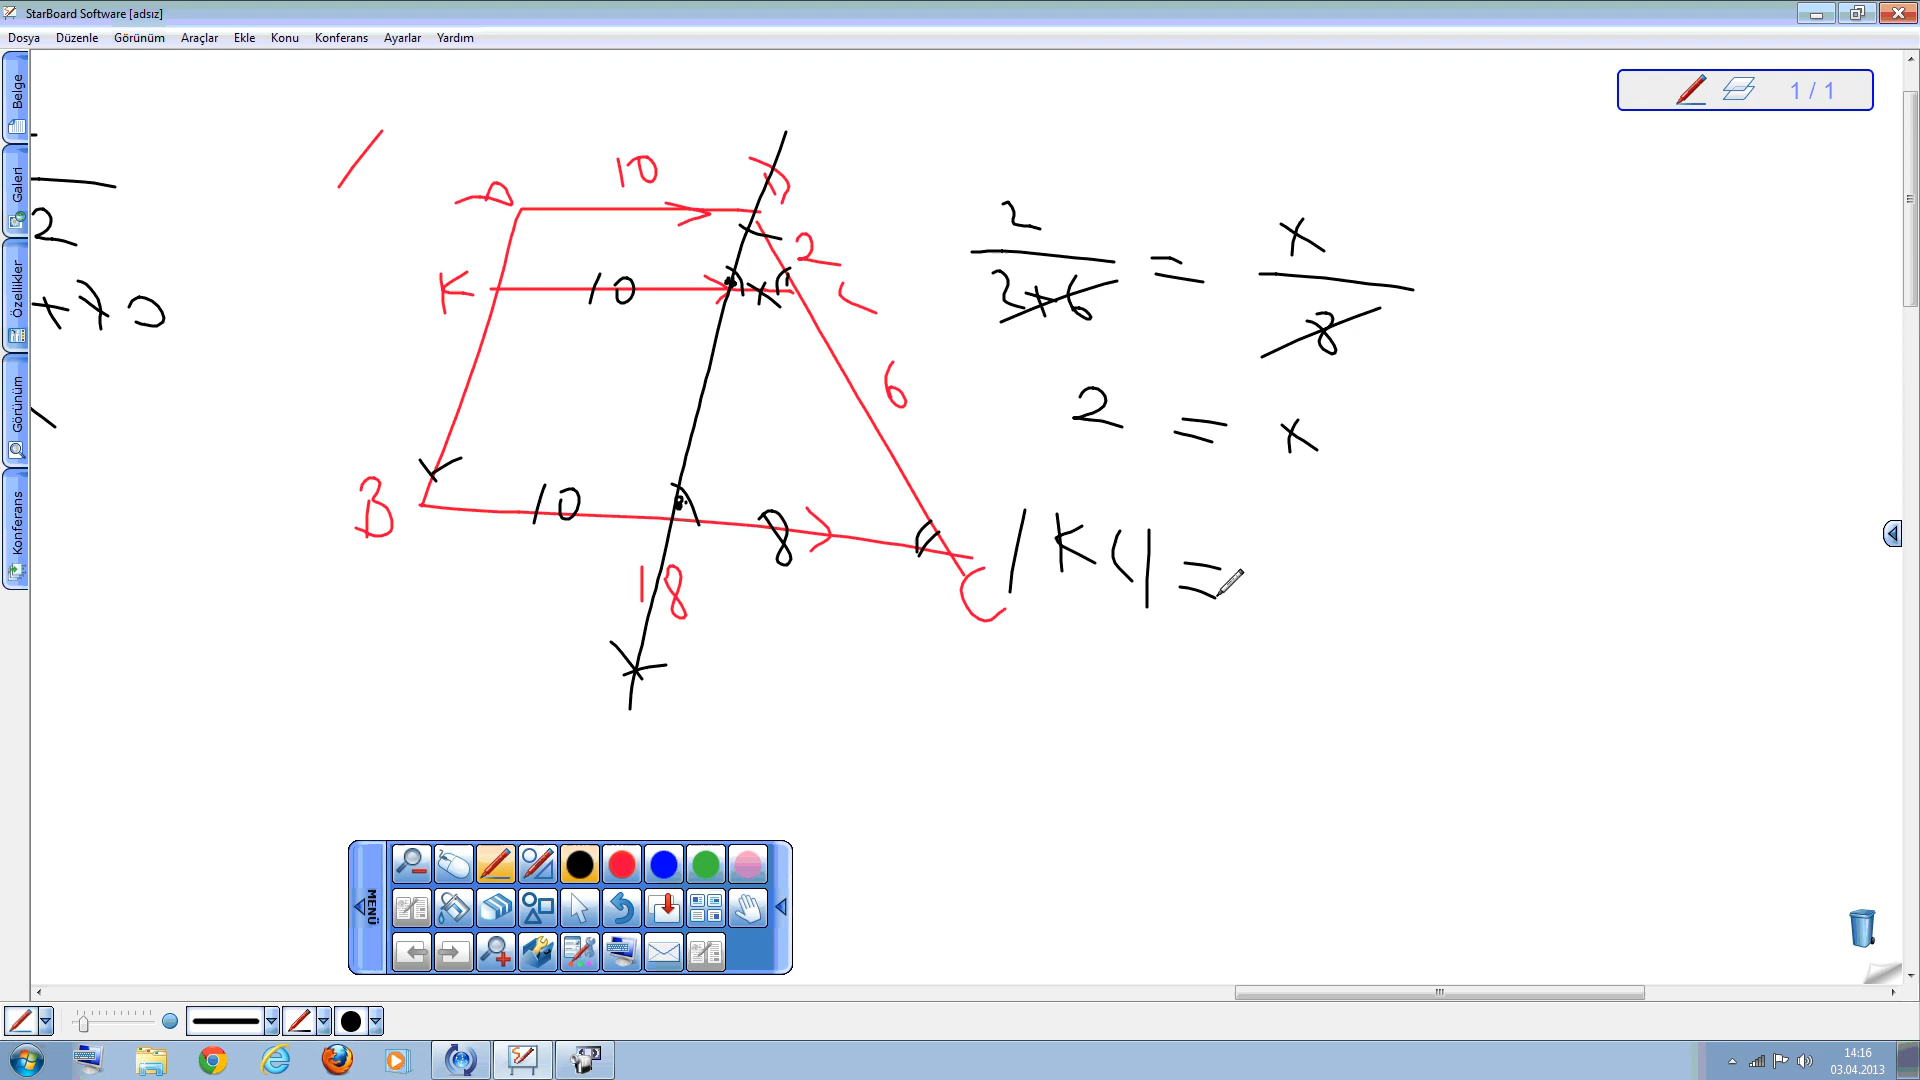 StarBoard Software [adsız]
Dosya Düzenle Görünüm Araçlar Ekle Konu Konferans Ayarlar Yardım
Belge
Galeri
Özellikler
Görünüm
Konferans
1 / 1
2
A 10 D
K 10 x 2 L
6
B 10 8 C
18
2 / 2+6 = x / 8
2 = x
|KL| =
MENÜ
14:16
03.04.2013